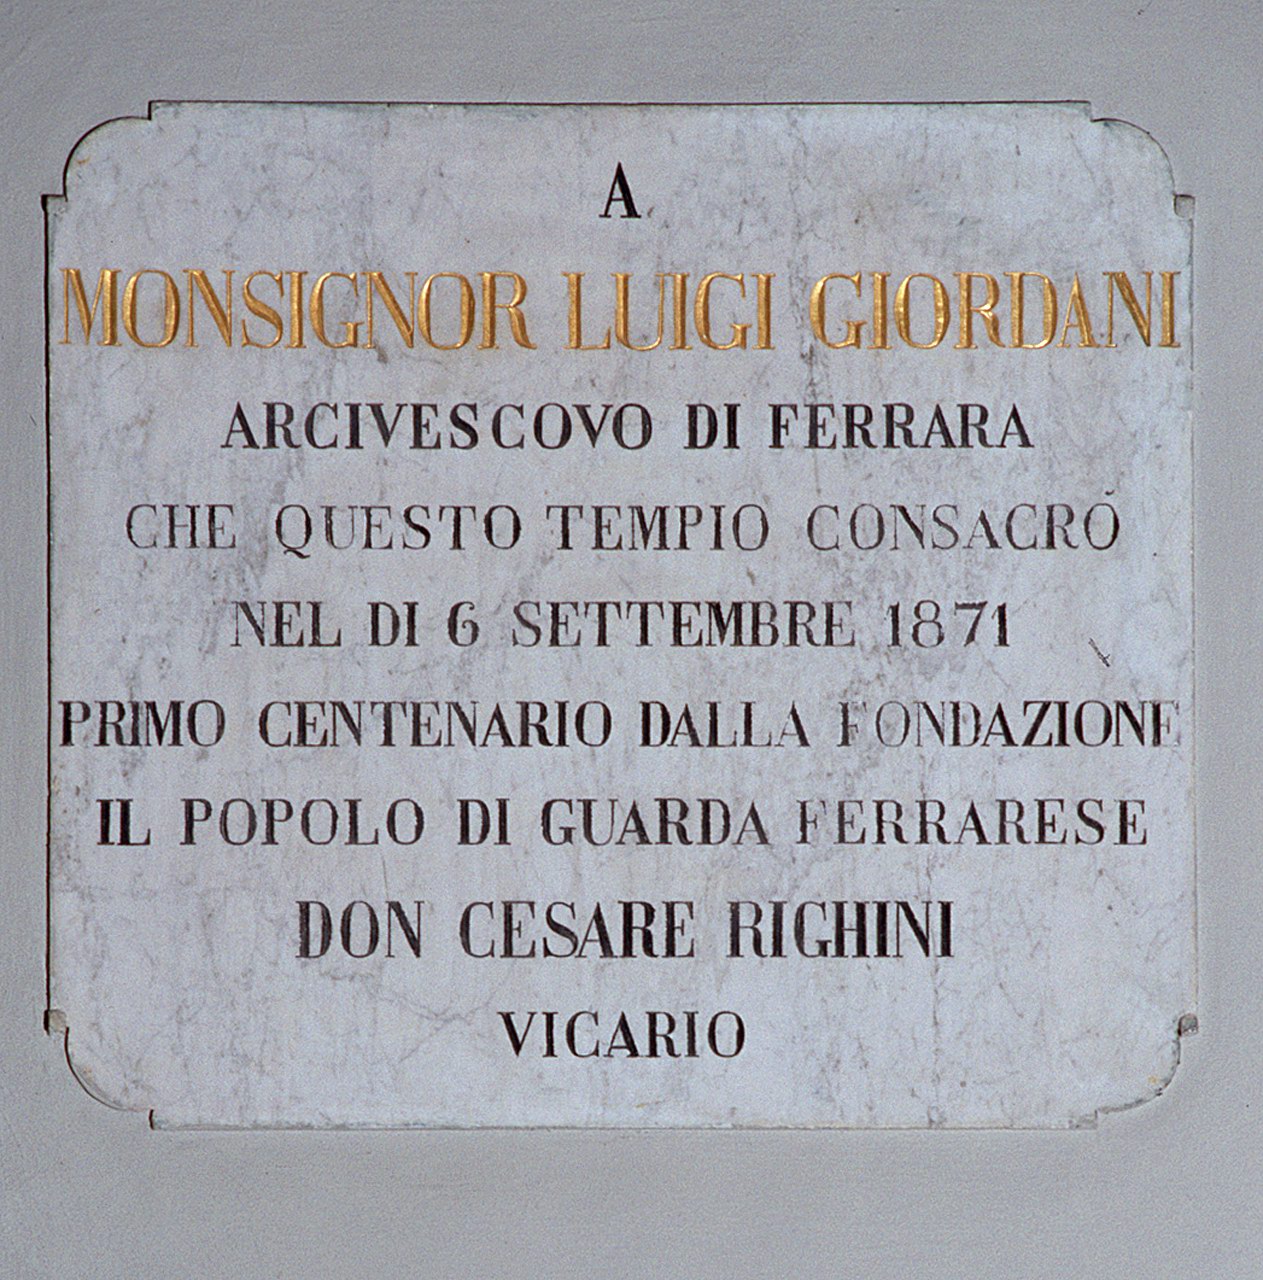 A
MONSIGNOR LUIGI GIORDANI
ARCIVESCOVO DI FERRARA
CHE QUESTO TEMPIO CONSACRÒ
NEL DI 6 SETTEMBRE 1871
PRIMO CENTENARIO DALLA FONDAZIONE
IL POPOLO DI GUARDA FERRARESE
DON CESARE RIGHINI
VICARIO